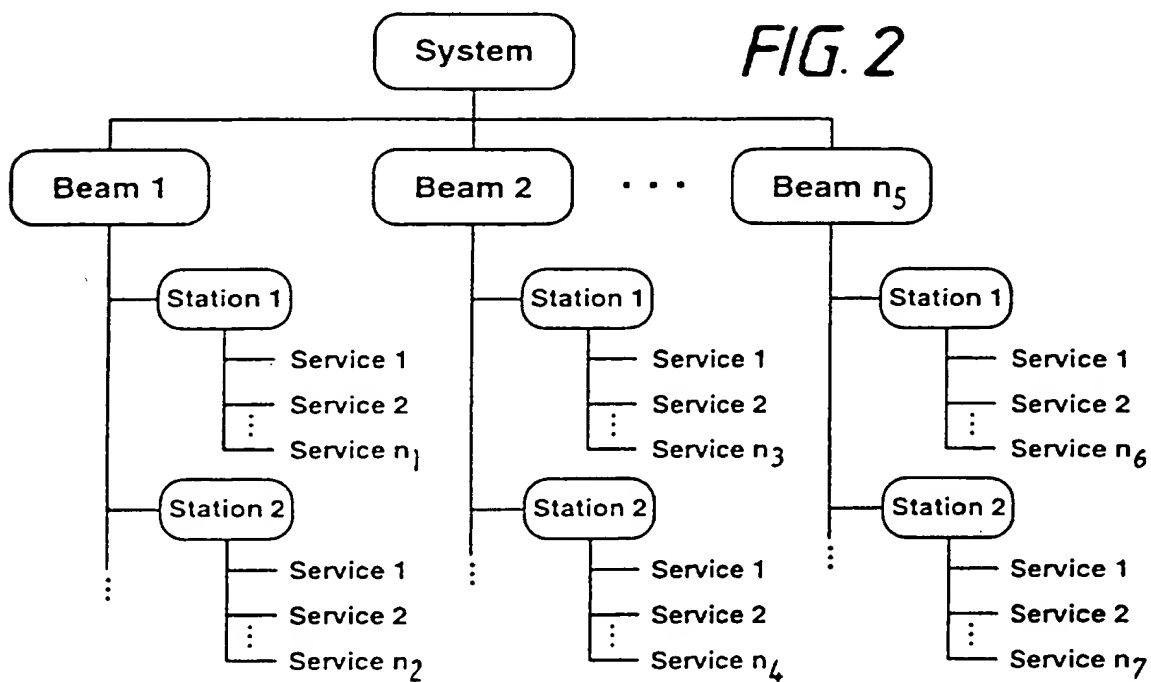 System
FIG. 2
Beam 1
Beam 2
. . .
Beam n5
Station 1
Service 1
Service 2
Service n1
Station 2
Service 1
Service 2
Service n2
Station 1
Service 1
Service 2
Service n3
Station 2
Service 1
Service 2
Service n4
Station 1
Service 1
Service 2
Service n6
Station 2
Service 1
Service 2
Service n7